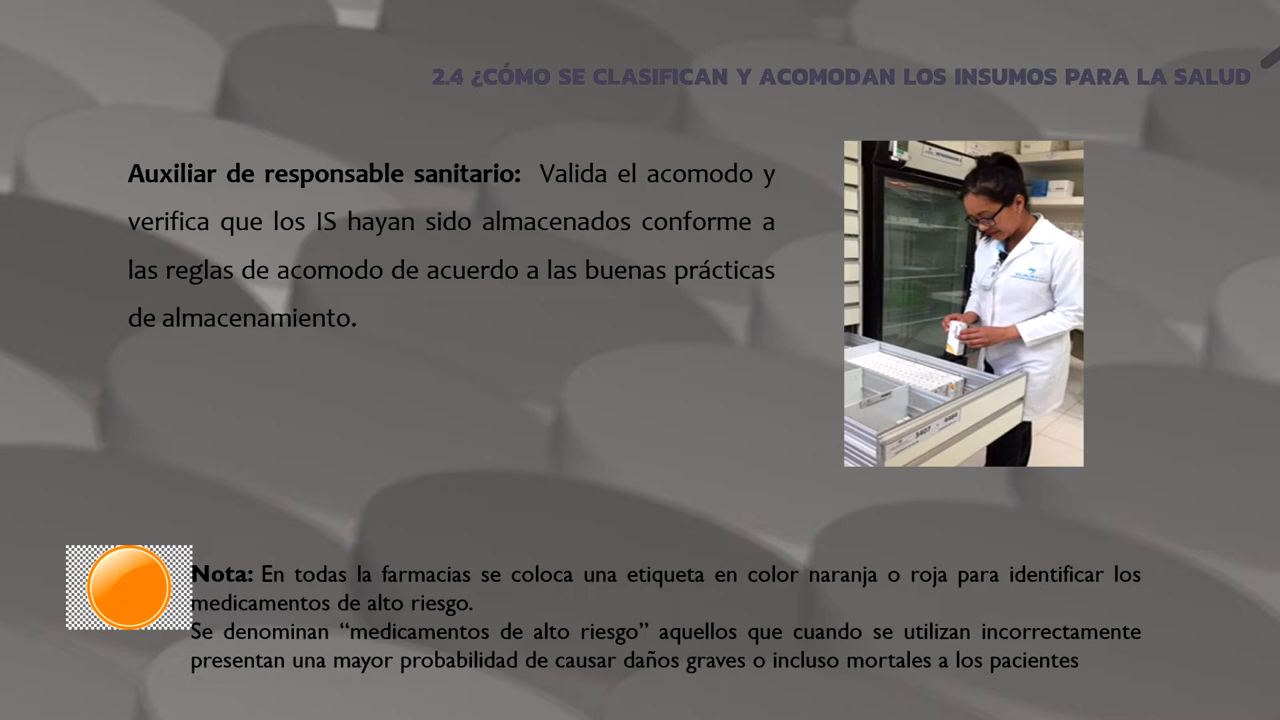 2.4 ¿CÓMO SE CLASIFICAN Y ACOMODAN LOS INSUMOS PARA LA SALUD
Auxiliar de responsable sanitario: Valida el acomodo y
verifica que los IS hayan sido almacenados conforme a
las reglas de acomodo de acuerdo a las buenas prácticas
de almacenamiento.
Nota: En todas la farmacias se coloca una etiqueta en color naranja o roja para identificar los
medicamentos de alto riesgo.
Se denominan “medicamentos de alto riesgo” aquellos que cuando se utilizan incorrectamente
presentan una mayor probabilidad de causar daños graves o incluso mortales a los pacientes